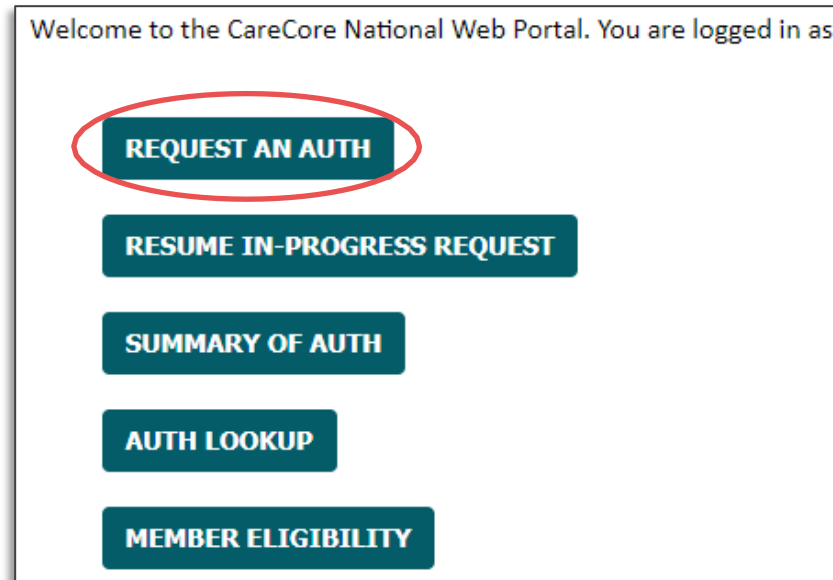 Welcome to the CareCore National Web Portal. You are logged in as
REQUEST AN AUTH
RESUME IN-PROGRESS REQUEST
SUMMARY OF AUTH
AUTH LOOKUP
MEMBER ELIGIBILITY